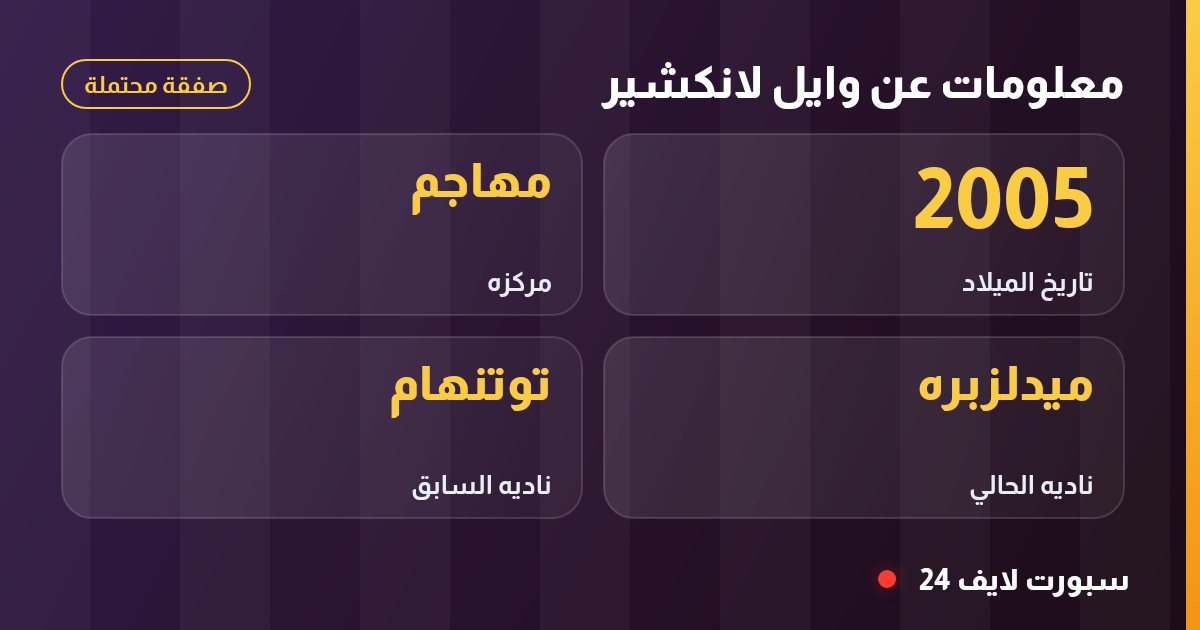 معلومات عن وايل لانكشير
صفقة محتملة
2005
تاريخ الميلاد
مهاجم
مركزه
ميدلزبره
ناديه الحالي
توتنهام
ناديه السابق
سبورت لايف 24